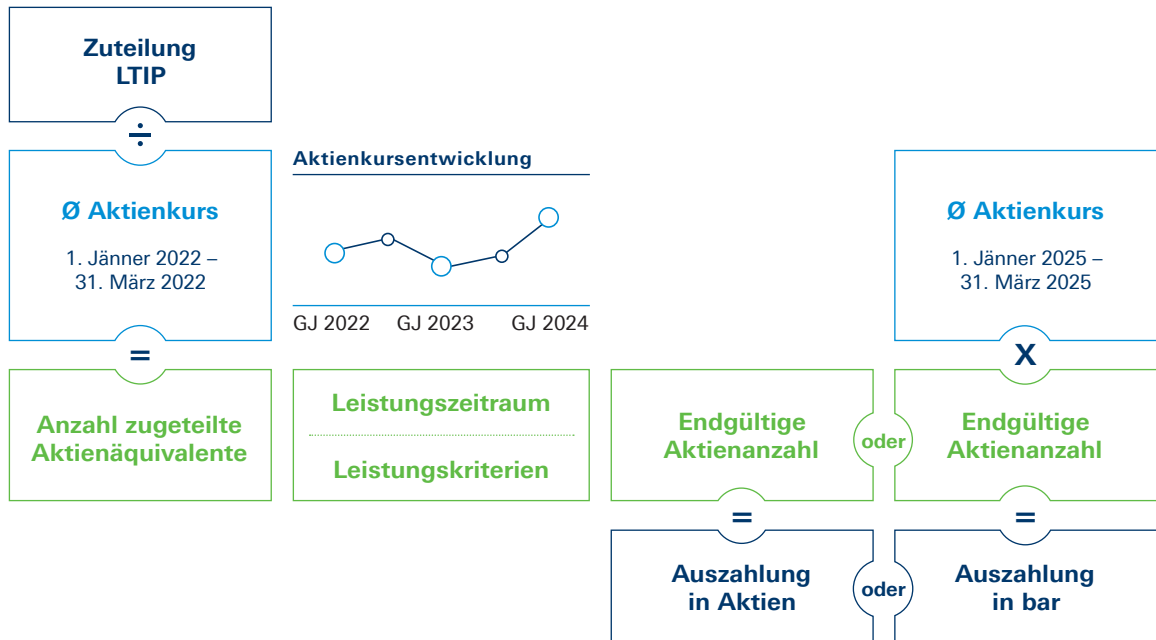 Zuteilung
LTIP
÷
Ø Aktienkurs
1. Jänner 2022 –
31. März 2022
=
Anzahl zugeteilte
Aktienäquivalente
Aktienkursentwicklung
GJ 2022 GJ 2023 GJ 2024
Leistungszeitraum
Leistungskriterien
Ø Aktienkurs
1. Jänner 2025 –
31. März 2025
X
Endgültige
Aktienanzahl
oder
Endgültige
Aktienanzahl
=
=
Auszahlung
in Aktien
oder
Auszahlung
in bar